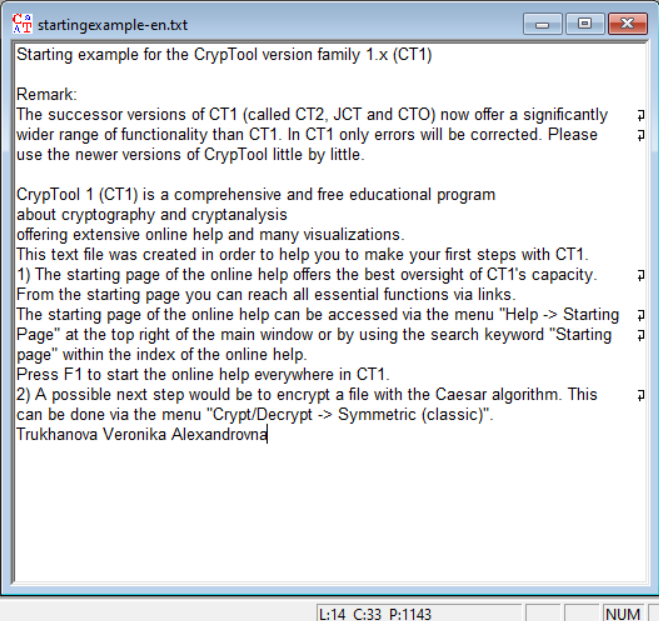 startingexample-en.txt
Starting example for the CrypTool version family 1.x (CT1)
Remark:
The successor versions of CT1 (called CT2, JCT and CTO) now offer a significantly
wider range of functionality than CT1. In CT1 only errors will be corrected. Please
use the newer versions of CrypTool little by little.
CrypTool 1 (CT1) is a comprehensive and free educational program
about cryptography and cryptanalysis
offering extensive online help and many visualizations.
This text file was created in order to help you to make your first steps with CT1.
1) The starting page of the online help offers the best oversight of CT1's capacity.
From the starting page you can reach all essential functions via links.
The starting page of the online help can be accessed via the menu "Help -> Starting
Page" at the top right of the main window or by using the search keyword "Starting
page" within the index of the online help.
Press F1 to start the online help everywhere in CT1.
2) A possible next step would be to encrypt a file with the Caesar algorithm. This
can be done via the menu "Crypt/Decrypt -> Symmetric (classic)".
Trukhanova Veronika Alexandrovna
L:14 C:33 P:1143
NUM